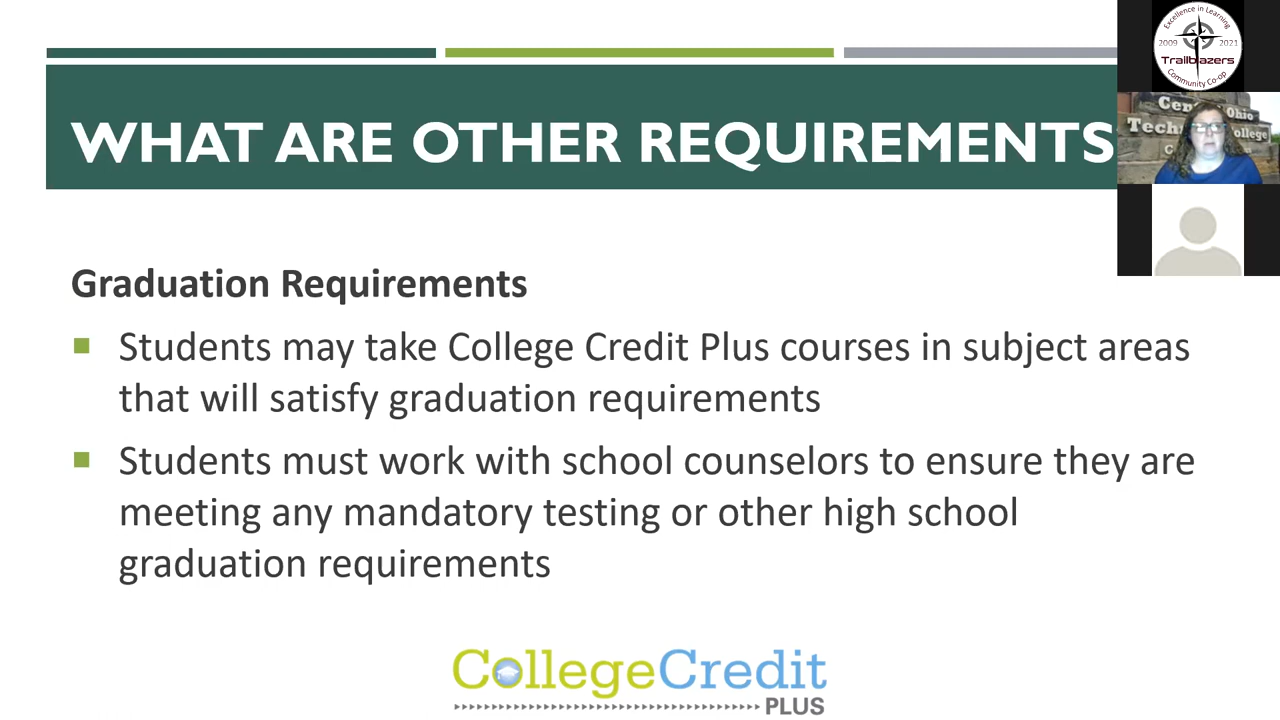 WHAT ARE OTHER REQUIREMENTS
Graduation Requirements
Students may take College Credit Plus courses in subject areas
that will satisfy graduation requirements
Students must work with school counselors to ensure they are
meeting any mandatory testing or other high school
graduation requirements
CollegeCredit
PLUS
Excellence in Learning
2009 2021
Trailblazers
Community Co-op
Ohio
College